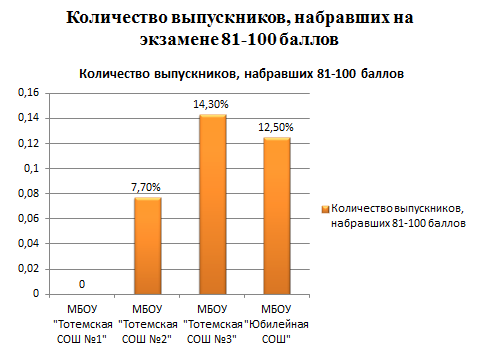 Количество выпускников, набравших на
экзамене 81-100 баллов
Количество выпускников, набравших 81-100 баллов
0,16
0,14
0,12
0,1
0,08
0,06
0,04
0,02
0
0
7,70%
14,30%
12,50%
МБОУ
"Тотемская
СОШ №1"
МБОУ
"Тотемская
СОШ №2"
МБОУ
"Тотемская
СОШ №3"
МБОУ
"Юбилейная
СОШ"
Количество выпускников,
набравших 81-100 баллов